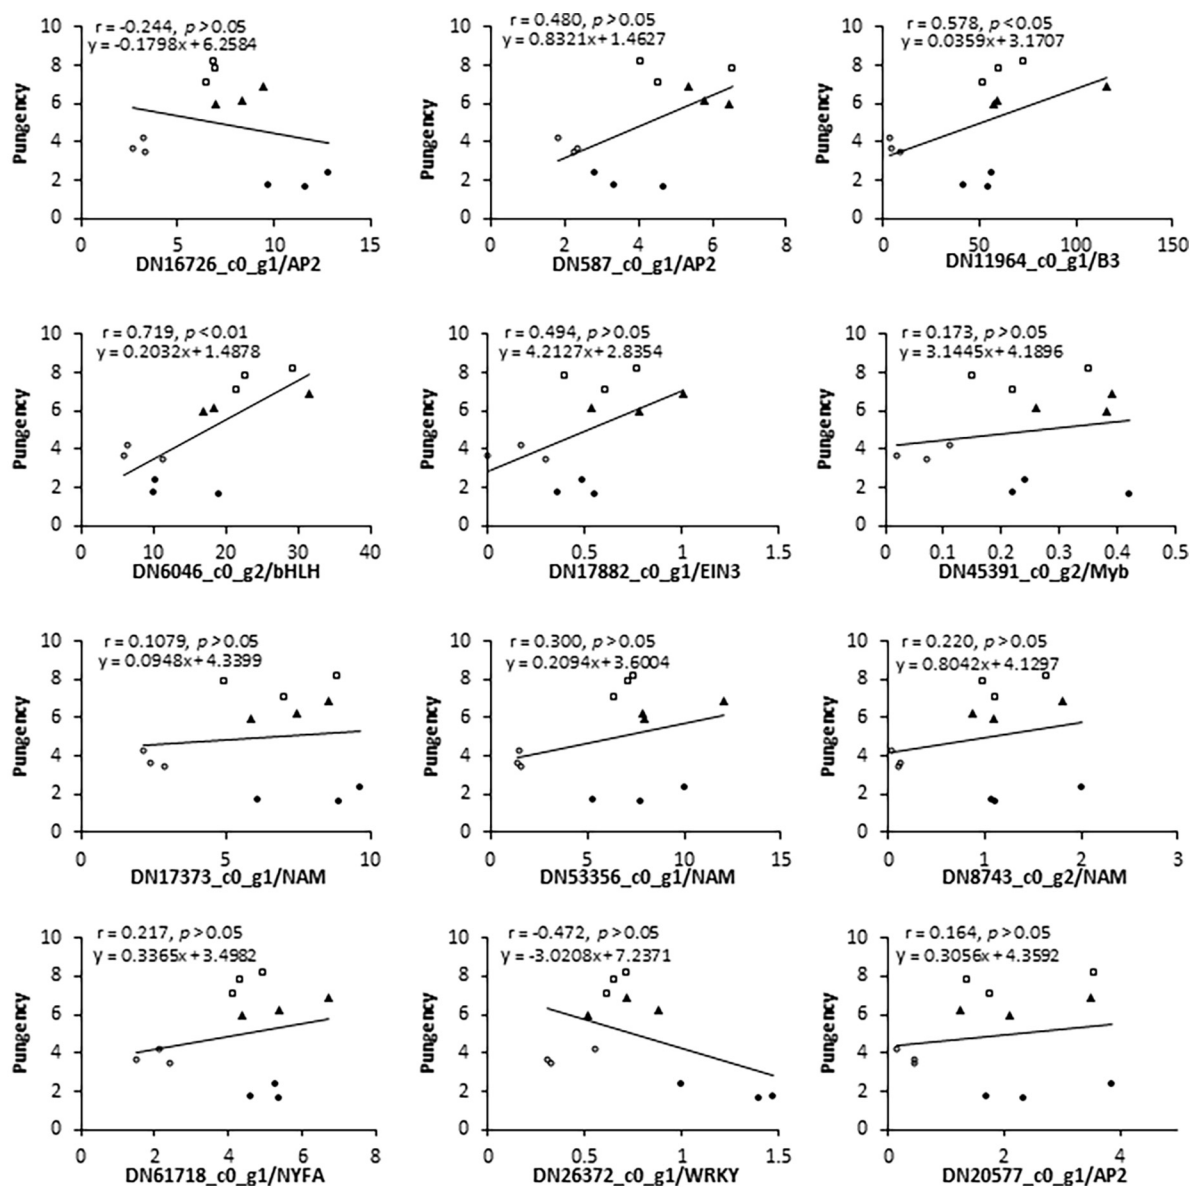 r = -0.244, p > 0.05
y = -0.1798x + 6.2584
10
8
6
4
2
0
Pungency
0 5 10 15
DN16726_c0_g1/AP2
r = 0.480, p > 0.05
y = 0.8321x + 1.4627
10
8
6
4
2
0
Pungency
0 2 4 6 8
DN587_c0_g1/AP2
r = 0.578, p < 0.05
y = 0.0359x + 3.1707
10
8
6
4
2
0
Pungency
0 50 100 150
DN11964_c0_g1/B3
r = 0.719, p < 0.01
y = 0.2032x + 1.4878
10
8
6
4
2
0
Pungency
0 10 20 30 40
DN6046_c0_g2/bHLH
r = 0.494, p > 0.05
y = 4.2127x + 2.8354
10
8
6
4
2
0
Pungency
0 0.5 1 1.5
DN17882_c0_g1/EIN3
r = 0.173, p > 0.05
y = 3.1445x + 4.1896
10
8
6
4
2
0
Pungency
0 0.1 0.2 0.3 0.4 0.5
DN45391_c0_g2/Myb
r = 0.1079, p > 0.05
y = 0.0948x + 4.3399
10
8
6
4
2
0
Pungency
0 5 10
DN17373_c0_g1/NAM
r = 0.300, p > 0.05
y = 0.2094x + 3.6004
10
8
6
4
2
0
Pungency
0 5 10 15
DN53356_c0_g1/NAM
r = 0.220, p > 0.05
y = 0.8042x + 4.1297
10
8
6
4
2
0
Pungency
0 1 2 3
DN8743_c0_g2/NAM
r = 0.217, p > 0.05
y = 0.3365x + 3.4982
10
8
6
4
2
0
Pungency
0 2 4 6 8
DN61718_c0_g1/NYFA
r = -0.472, p > 0.05
y = -3.0208x + 7.2371
10
8
6
4
2
0
Pungency
0 0.5 1 1.5
DN26372_c0_g1/WRKY
r = 0.164, p > 0.05
y = 0.3056x + 4.3592
10
8
6
4
2
0
Pungency
0 2 4
DN20577_c0_g1/AP2